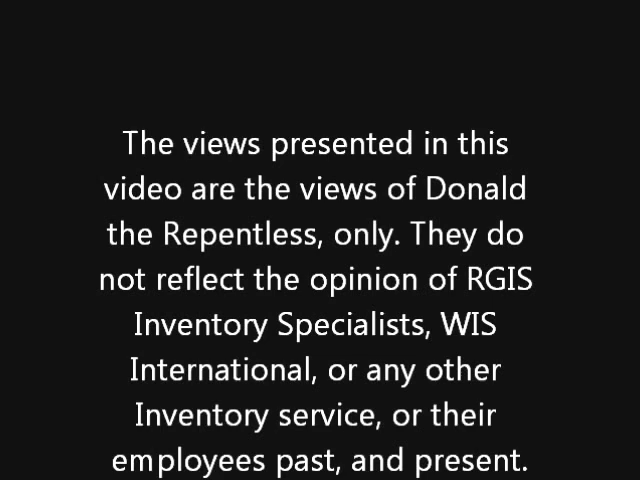 The views presented in this
video are the views of Donald
the Repentless, only. They do
not reflect the opinion of RGIS
Inventory Specialists, WIS
International, or any other
Inventory service, or their
employees past, and present.